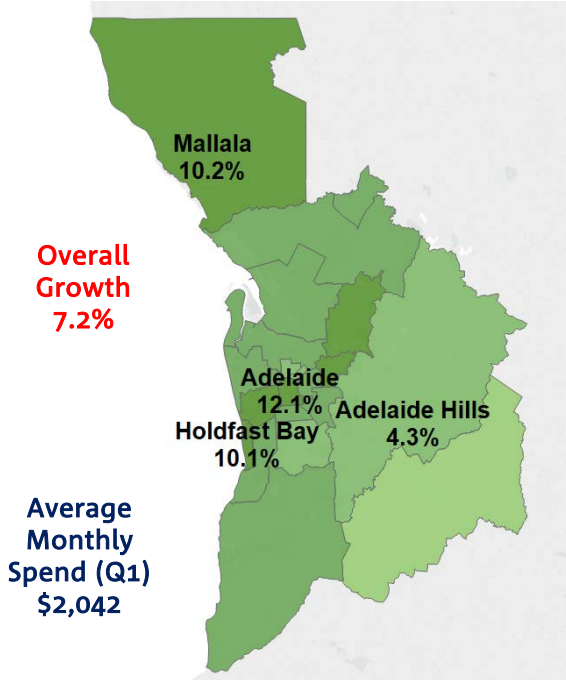 Mallala
10.2%
Overall
Growth
7.2%
Adelaide
12.1%
Adelaide Hills
4.3%
Holdfast Bay
10.1%
Average
Monthly
Spend (Q1)
$2,042